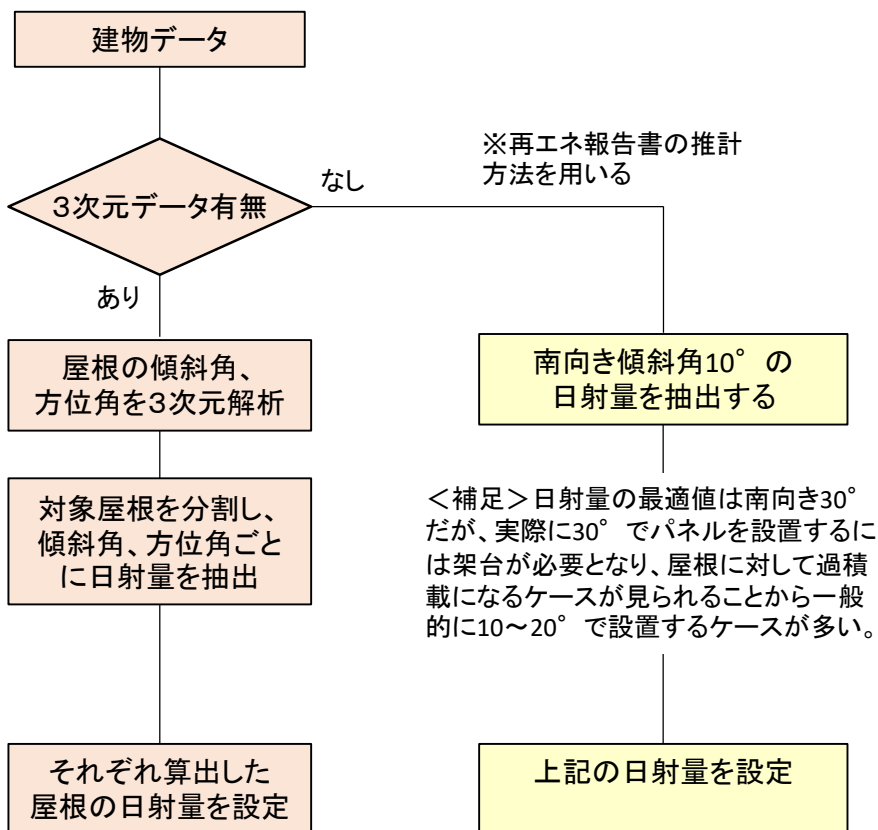 建物データ
※再エネ報告書の推計
方法を用いる
なし
3次元データ有無
あり
屋根の傾斜角、
方位角を3次元解析
南向き傾斜角10°の
日射量を抽出する
対象屋根を分割し、
傾斜角、方位角ごと
に日射量を抽出
<補足>日射量の最適値は南向き30°
だが、実際に30°でパネルを設置するに
は架台が必要となり、屋根に対して過積
載になるケースが見られることから一般
的に10～20°で設置するケースが多い。
それぞれ算出した
屋根の日射量を設定
上記の日射量を設定